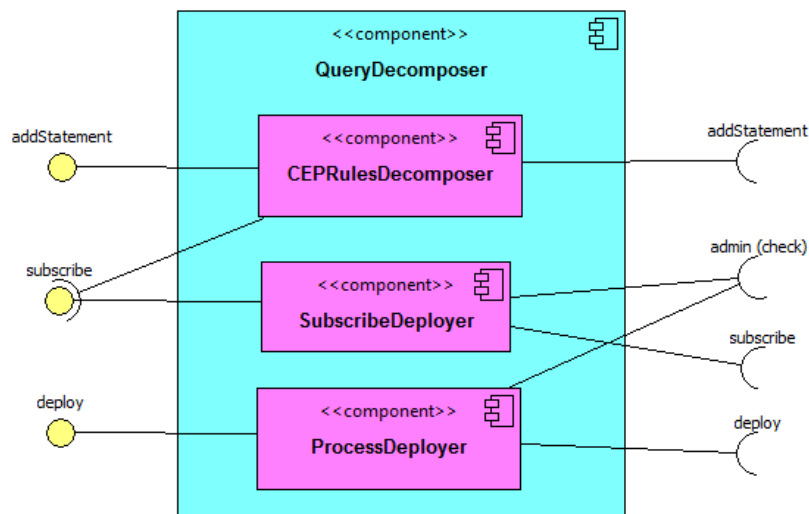 <<component>>
QueryDecomposer
addStatement
<<component>>
CEPRulesDecomposer
addStatement
subscribe
<<component>>
SubscribeDeployer
admin (check)
subscribe
deploy
<<component>>
ProcessDeployer
deploy